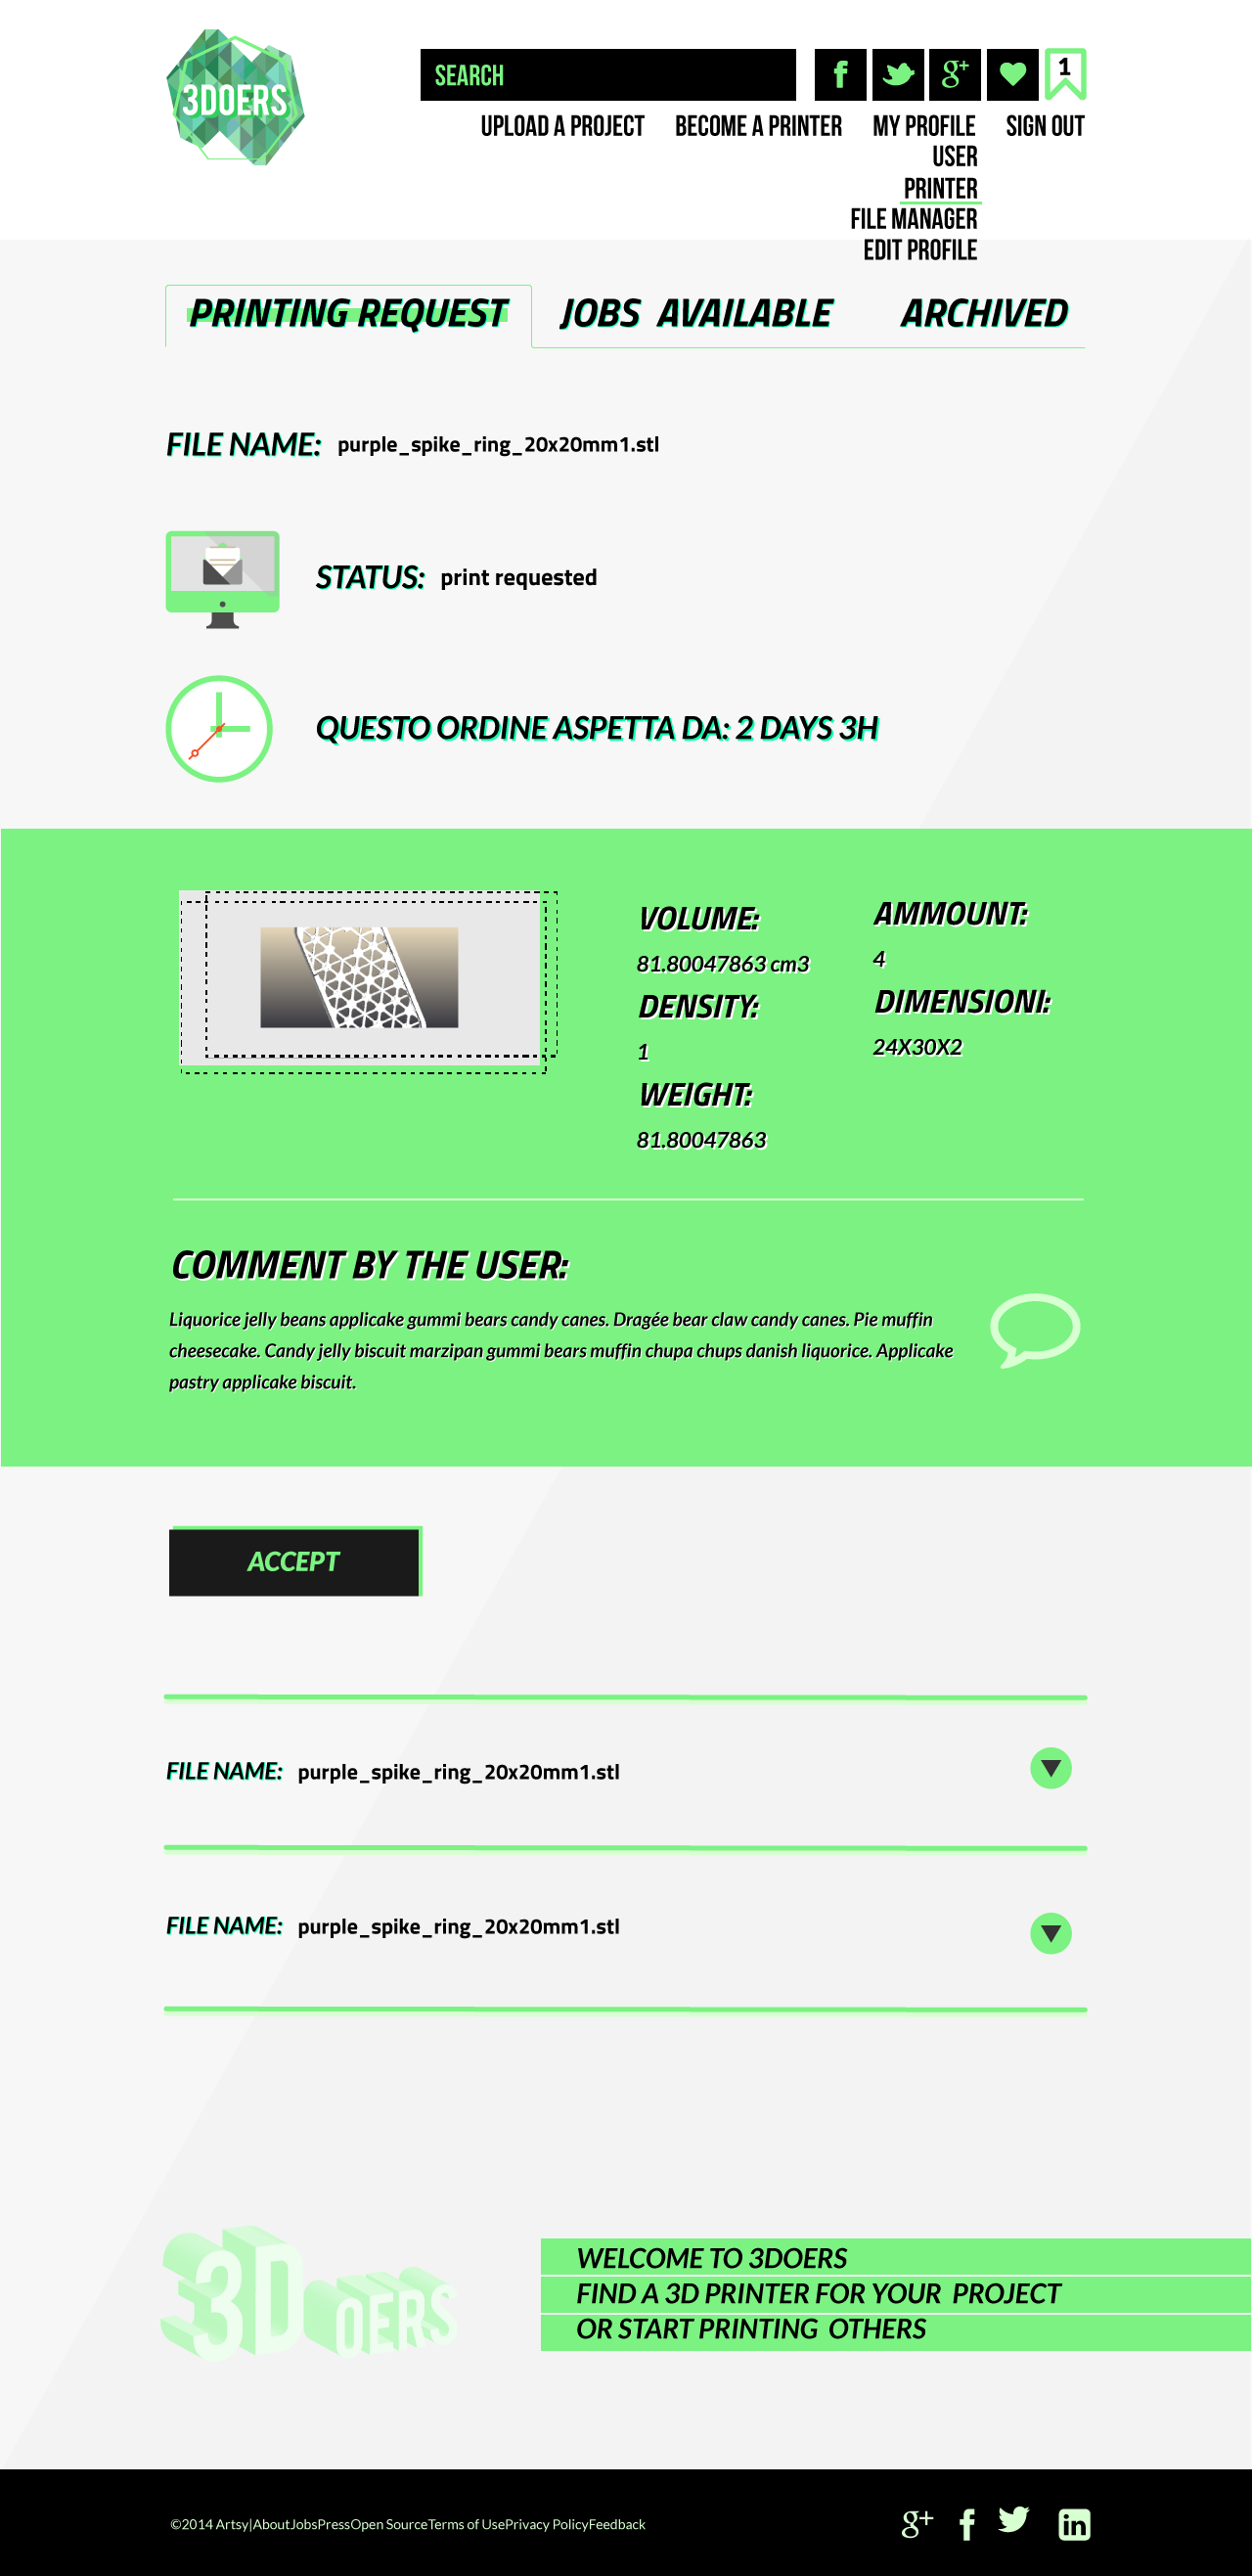 3DOERS
SEARCH
1
UPLOAD A PROJECT BECOME A PRINTER MY PROFILE SIGN OUT
USER
PRINTER
FILE MANAGER
EDIT PROFILE
PRINTING REQUEST JOBS AVAILABLE ARCHIVED
FILE NAME: purple_spike_ring_20x20mm1.stl
STATUS: print requested
QUESTO ORDINE ASPETTA DA: 2 DAYS 3H
VOLUME:
81.80047863 cm3
DENSITY:
1
WEIGHT:
81.80047863
AMMOUNT:
4
DIMENSIONI:
24X30X2
COMMENT BY THE USER:
Liquorice jelly beans applicake gummi bears candy canes. Dragée bear claw candy canes. Pie muffin
cheesecake. Candy jelly biscuit marzipan gummi bears muffin chupa chups danish liquorice. Applicake
pastry applicake biscuit.
ACCEPT
FILE NAME: purple_spike_ring_20x20mm1.stl
FILE NAME: purple_spike_ring_20x20mm1.stl
3DOERS
WELCOME TO 3DOERS
FIND A 3D PRINTER FOR YOUR PROJECT
OR START PRINTING OTHERS
©2014 Artsy|AboutJobsPressOpen SourceTerms of UsePrivacy PolicyFeedback